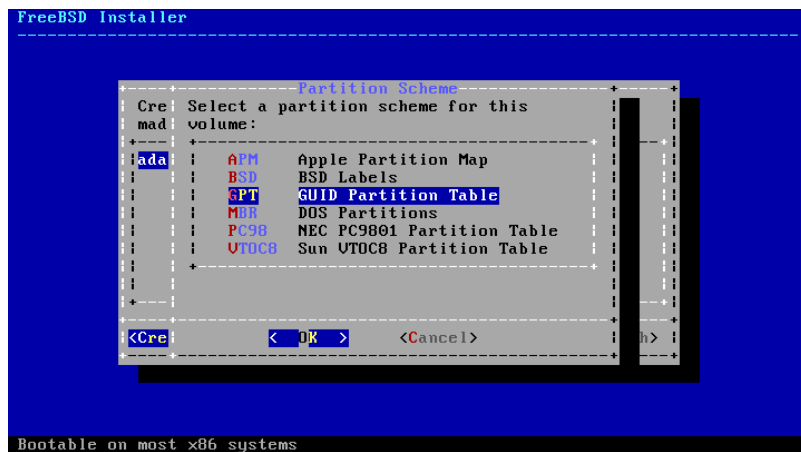 FreeBSD Installer
Partition Scheme
Cre Select a partition scheme for this
mad volume:
ada APM Apple Partition Map
BSD BSD Labels
GPT GUID Partition Table
MBR DOS Partitions
PC98 NEC PC9801 Partition Table
VTOC8 Sun VTOC8 Partition Table
<Cre < OK > <Cancel> h>
Bootable on most x86 systems